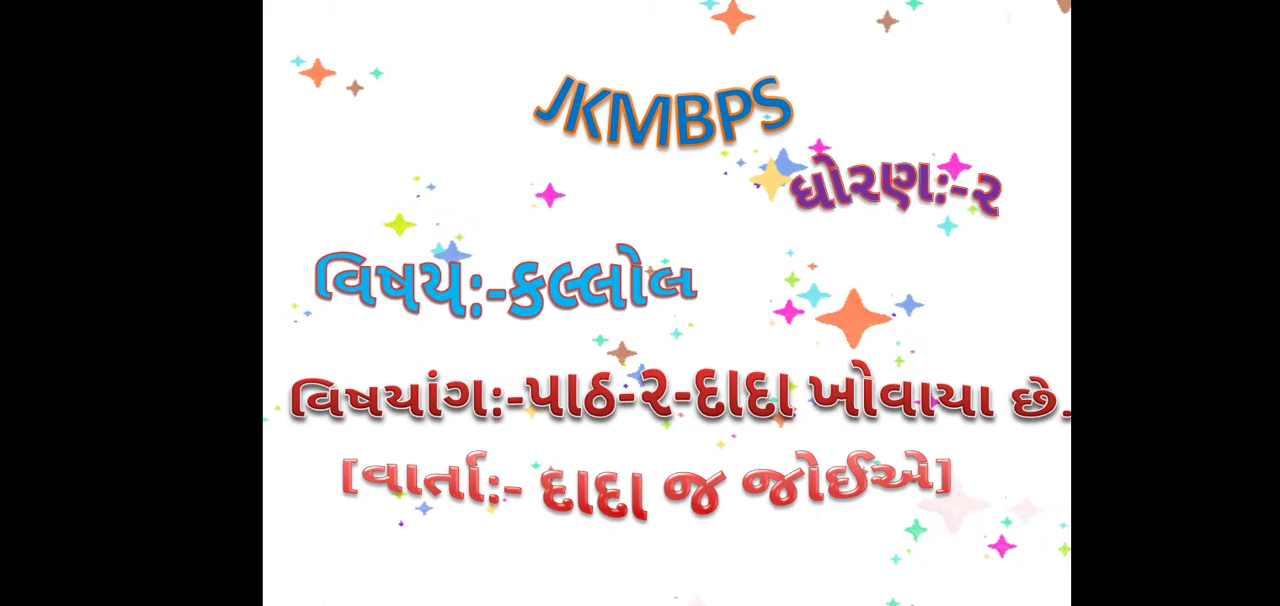 JKMBPS
ધોરણ:-૨
વિષય:-કલ્લોલ
વિષયાંગ:-પાઠ-૨-દાદા ખોવાયા છે.
[વાર્તા:- દાદા જ જોઈએ]